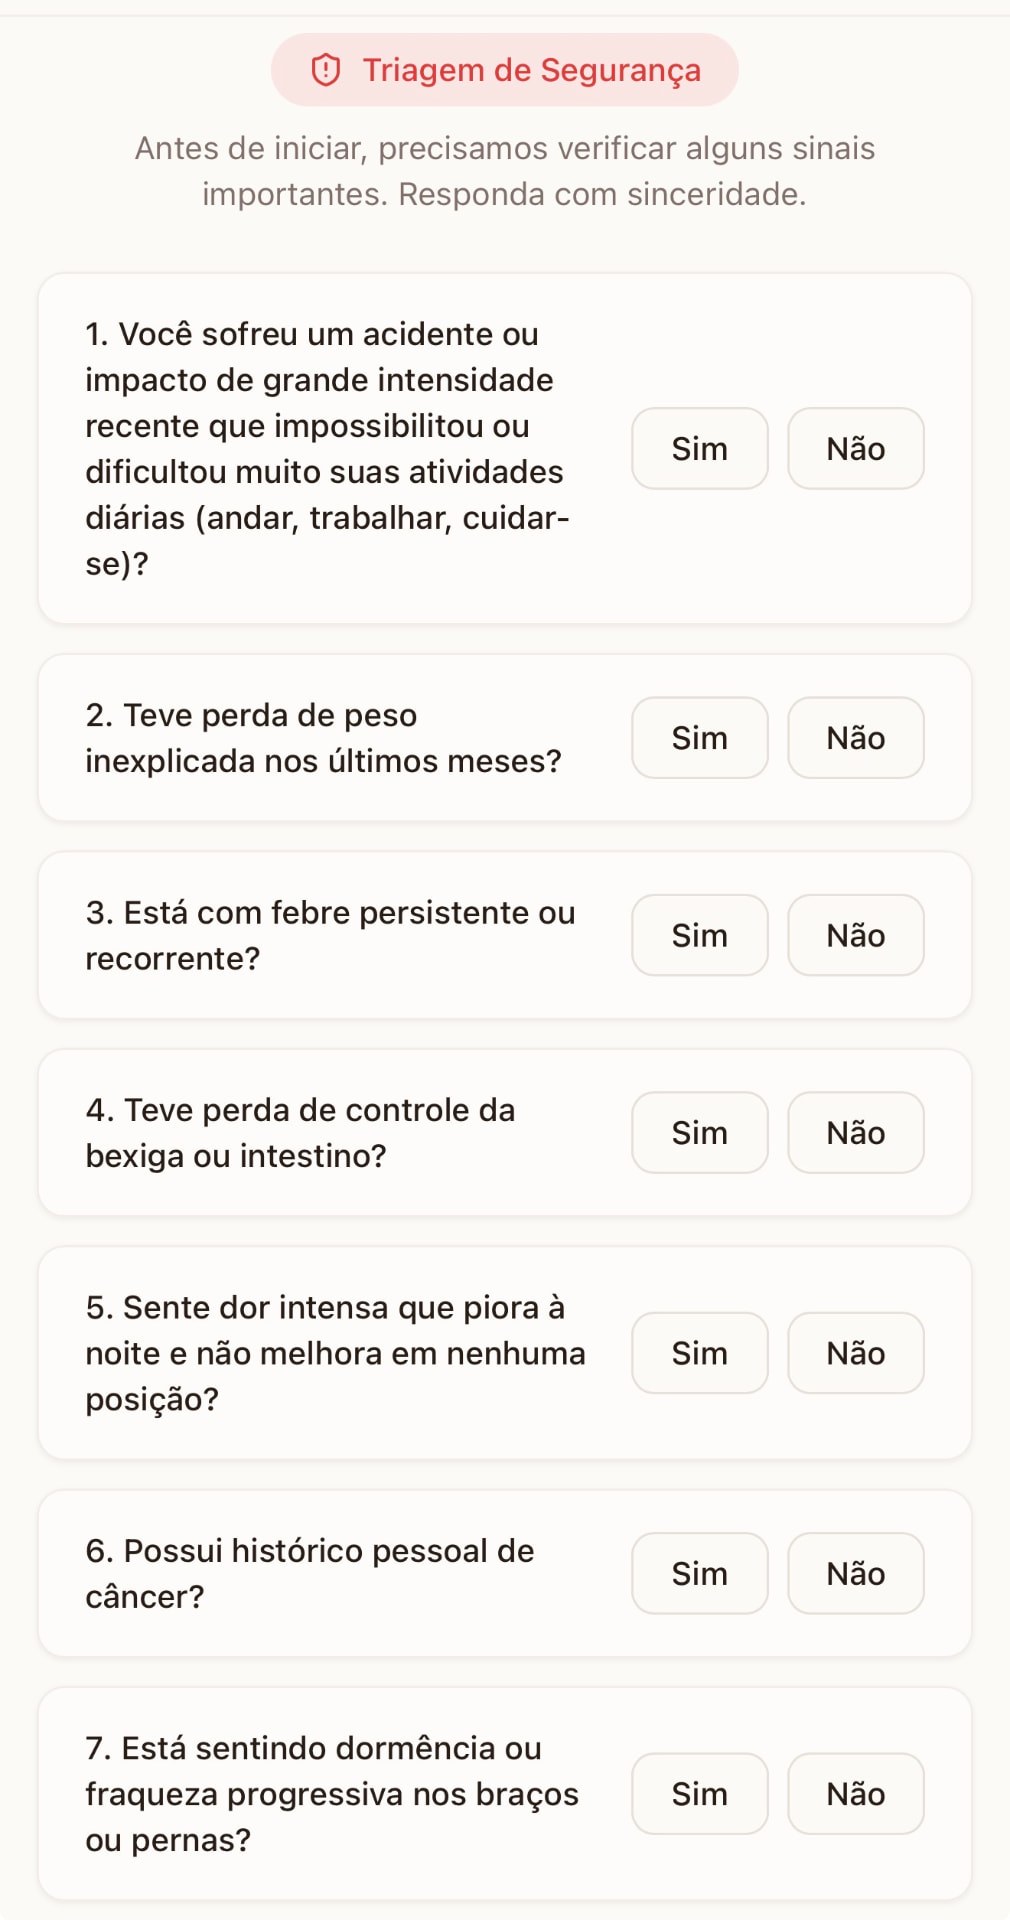 Triagem de Segurança
Antes de iniciar, precisamos verificar alguns sinais
importantes. Responda com sinceridade.
1. Você sofreu um acidente ou
impacto de grande intensidade
recente que impossibilitou ou
dificultou muito suas atividades
diárias (andar, trabalhar, cuidar-
se)?
Sim Não
2. Teve perda de peso
inexplicada nos últimos meses?
Sim Não
3. Está com febre persistente ou
recorrente?
Sim Não
4. Teve perda de controle da
bexiga ou intestino?
Sim Não
5. Sente dor intensa que piora à
noite e não melhora em nenhuma
posição?
Sim Não
6. Possui histórico pessoal de
câncer?
Sim Não
7. Está sentindo dormência ou
fraqueza progressiva nos braços
ou pernas?
Sim Não